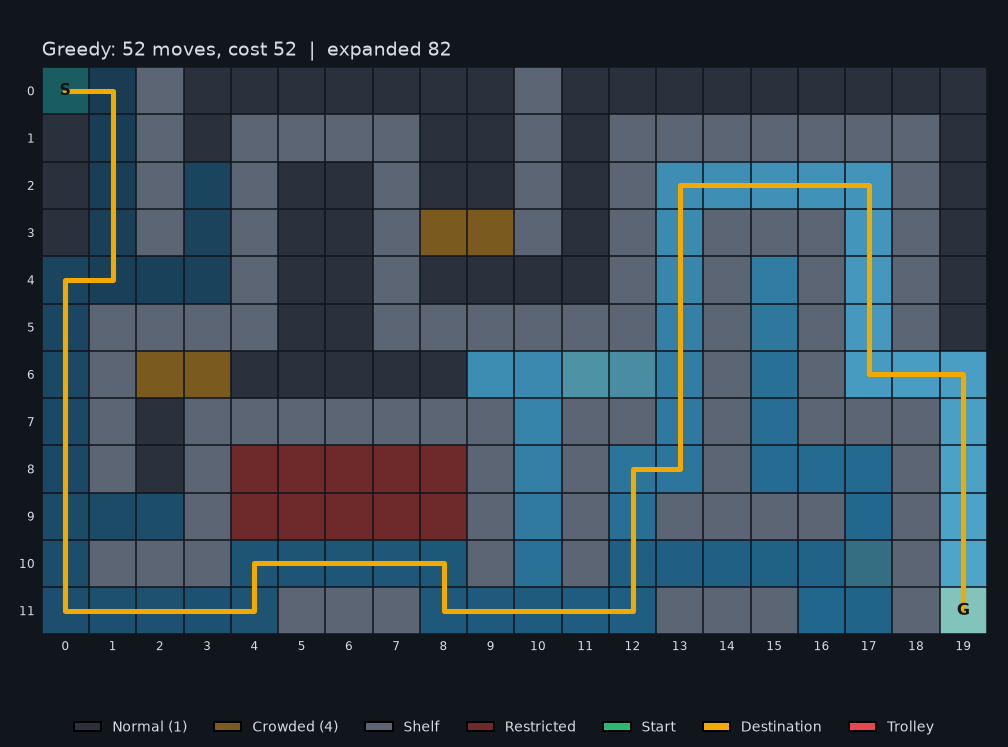 Greedy: 52 moves, cost 52 | expanded 82
S
0
1
2
3
4
5
6
7
8
9
10
11
G
0 1 2 3 4 5 6 7 8 9 10 11 12 13 14 15 16 17 18 19
Normal (1) Crowded (4) Shelf Restricted Start Destination Trolley